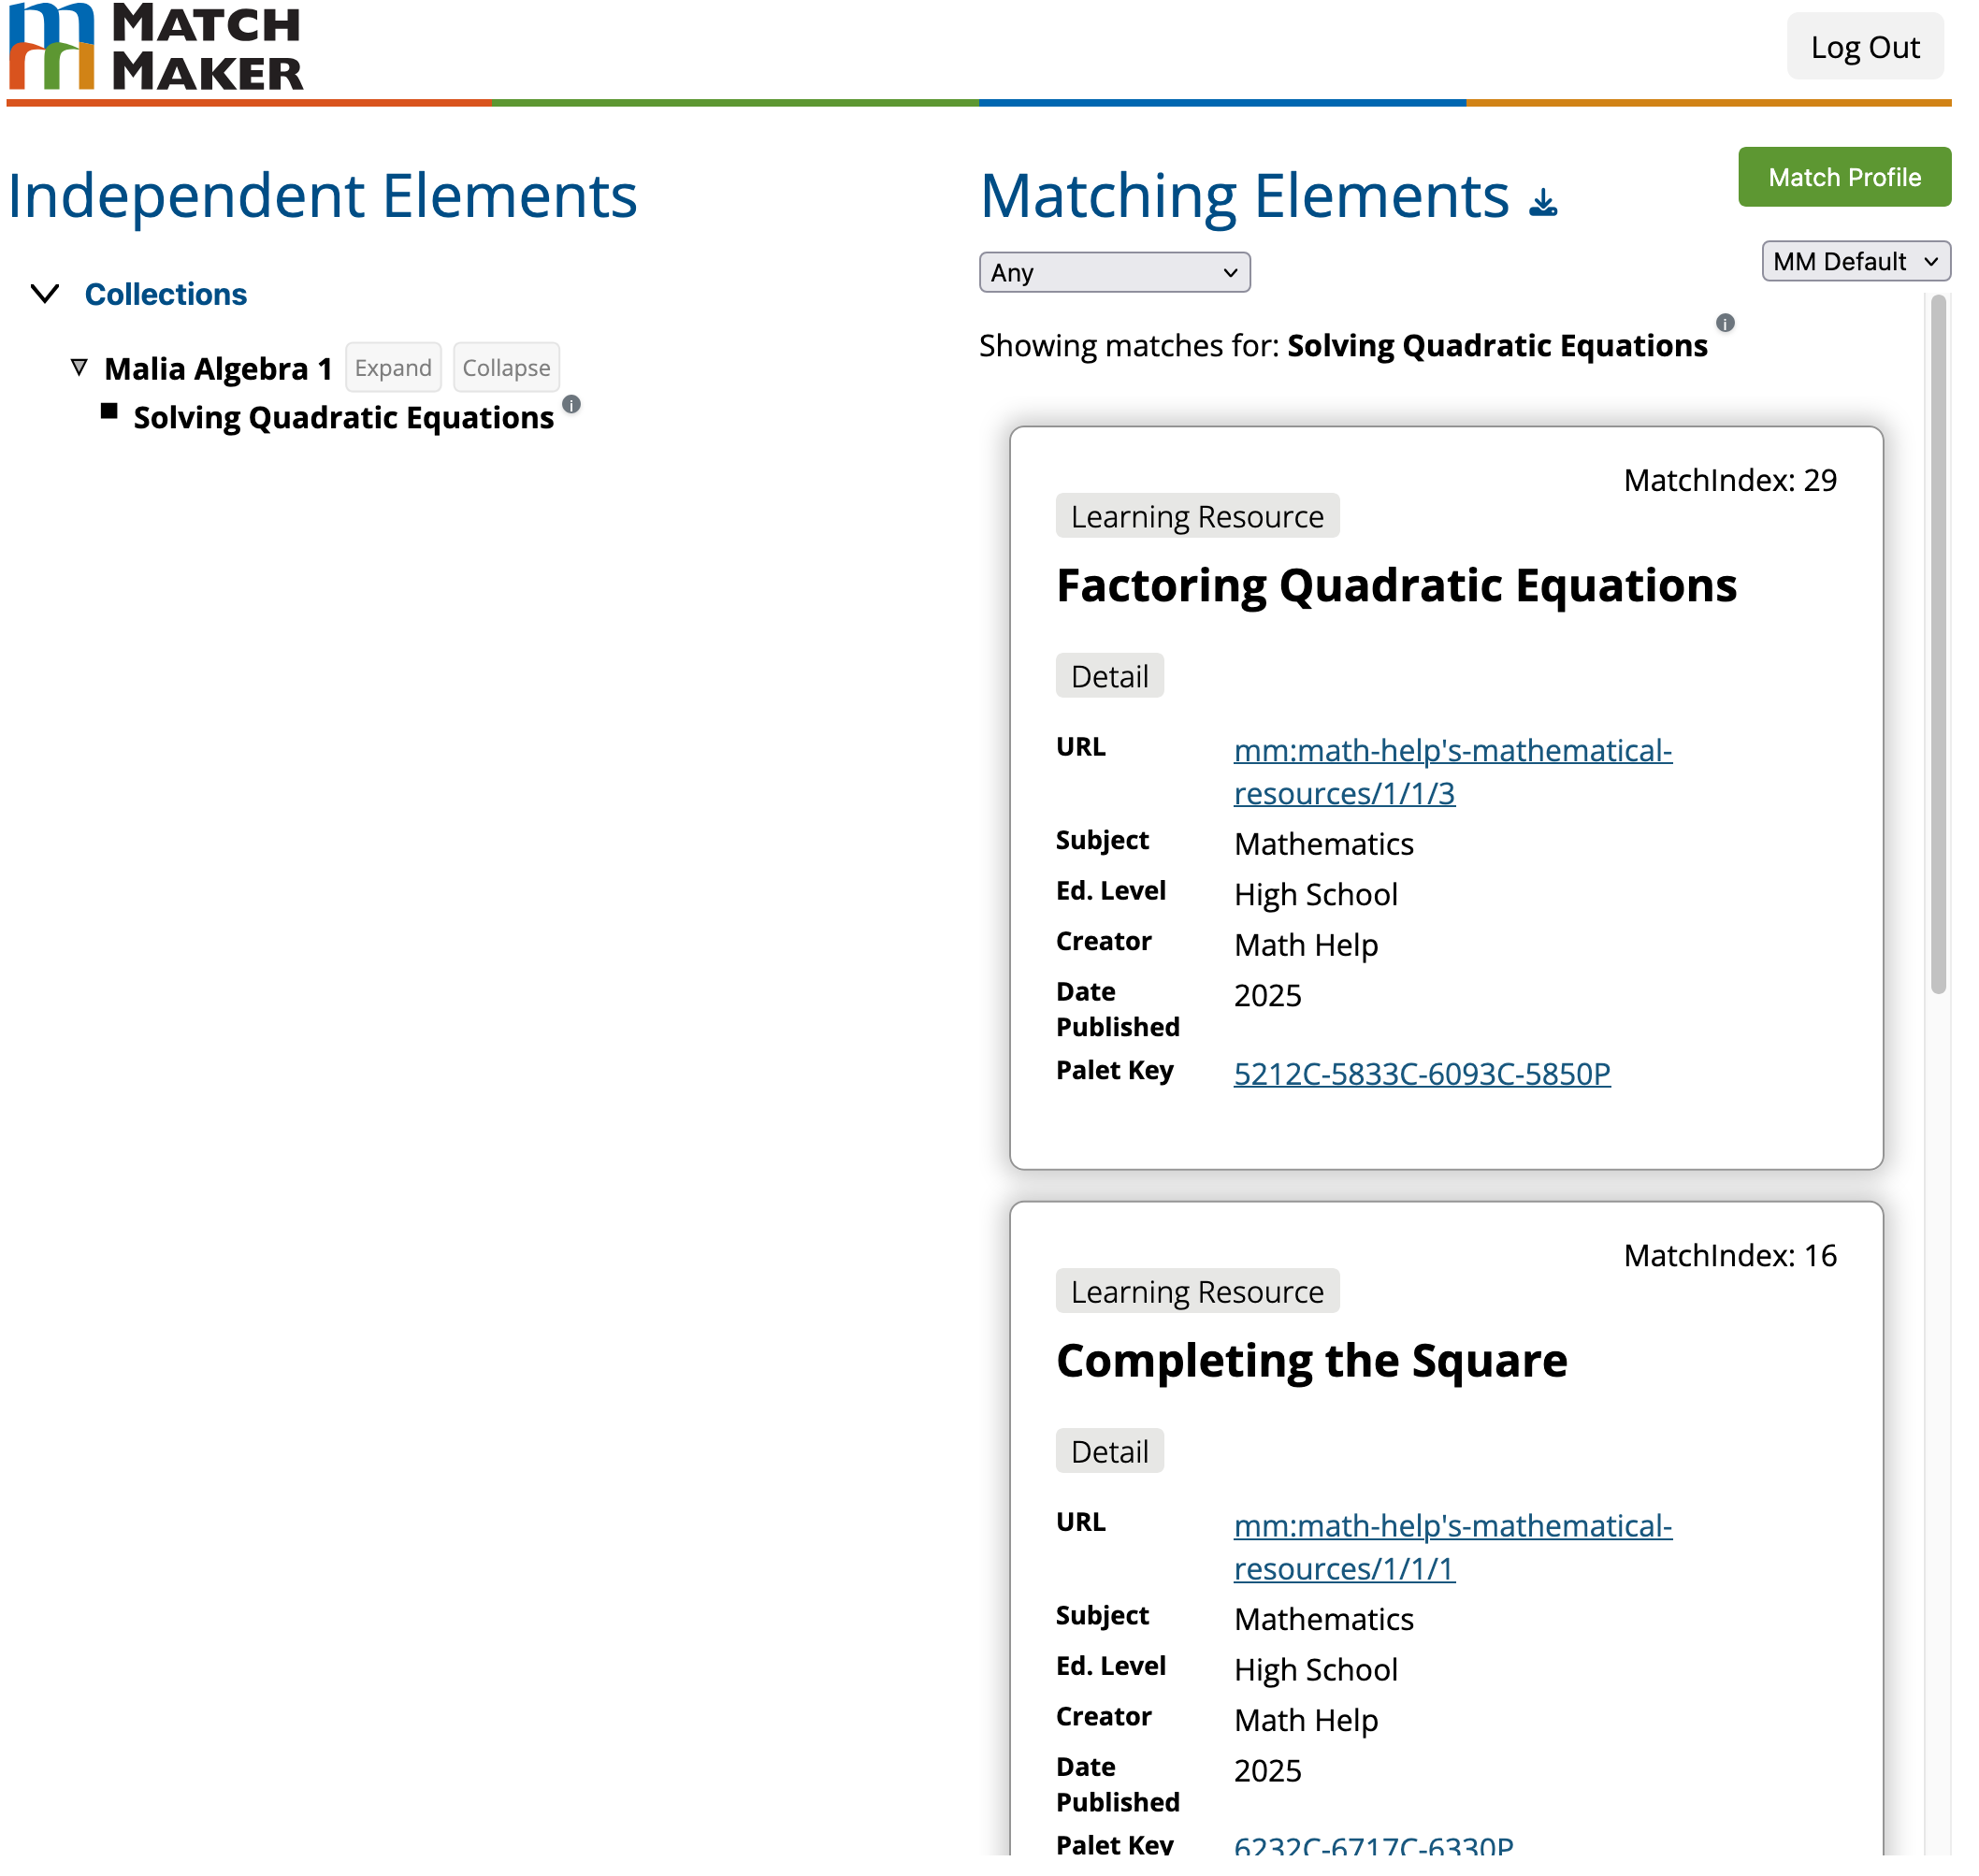 MATCH
MAKER
Log Out
Independent Elements
Collections
Malia Algebra 1 Expand Collapse
Solving Quadratic Equations
Matching Elements
Match Profile
Any
MM Default
Showing matches for: Solving Quadratic Equations
MatchIndex: 29
Learning Resource
Factoring Quadratic Equations
Detail
URL mm:math-help's-mathematical-
resources/1/1/3
Subject Mathematics
Ed. Level High School
Creator Math Help
Date 2025
Published
Palet Key 5212C-5833C-6093C-5850P
MatchIndex: 16
Learning Resource
Completing the Square
Detail
URL mm:math-help's-mathematical-
resources/1/1/1
Subject Mathematics
Ed. Level High School
Creator Math Help
Date 2025
Published
Palet Key 6232C-6717C-6330P